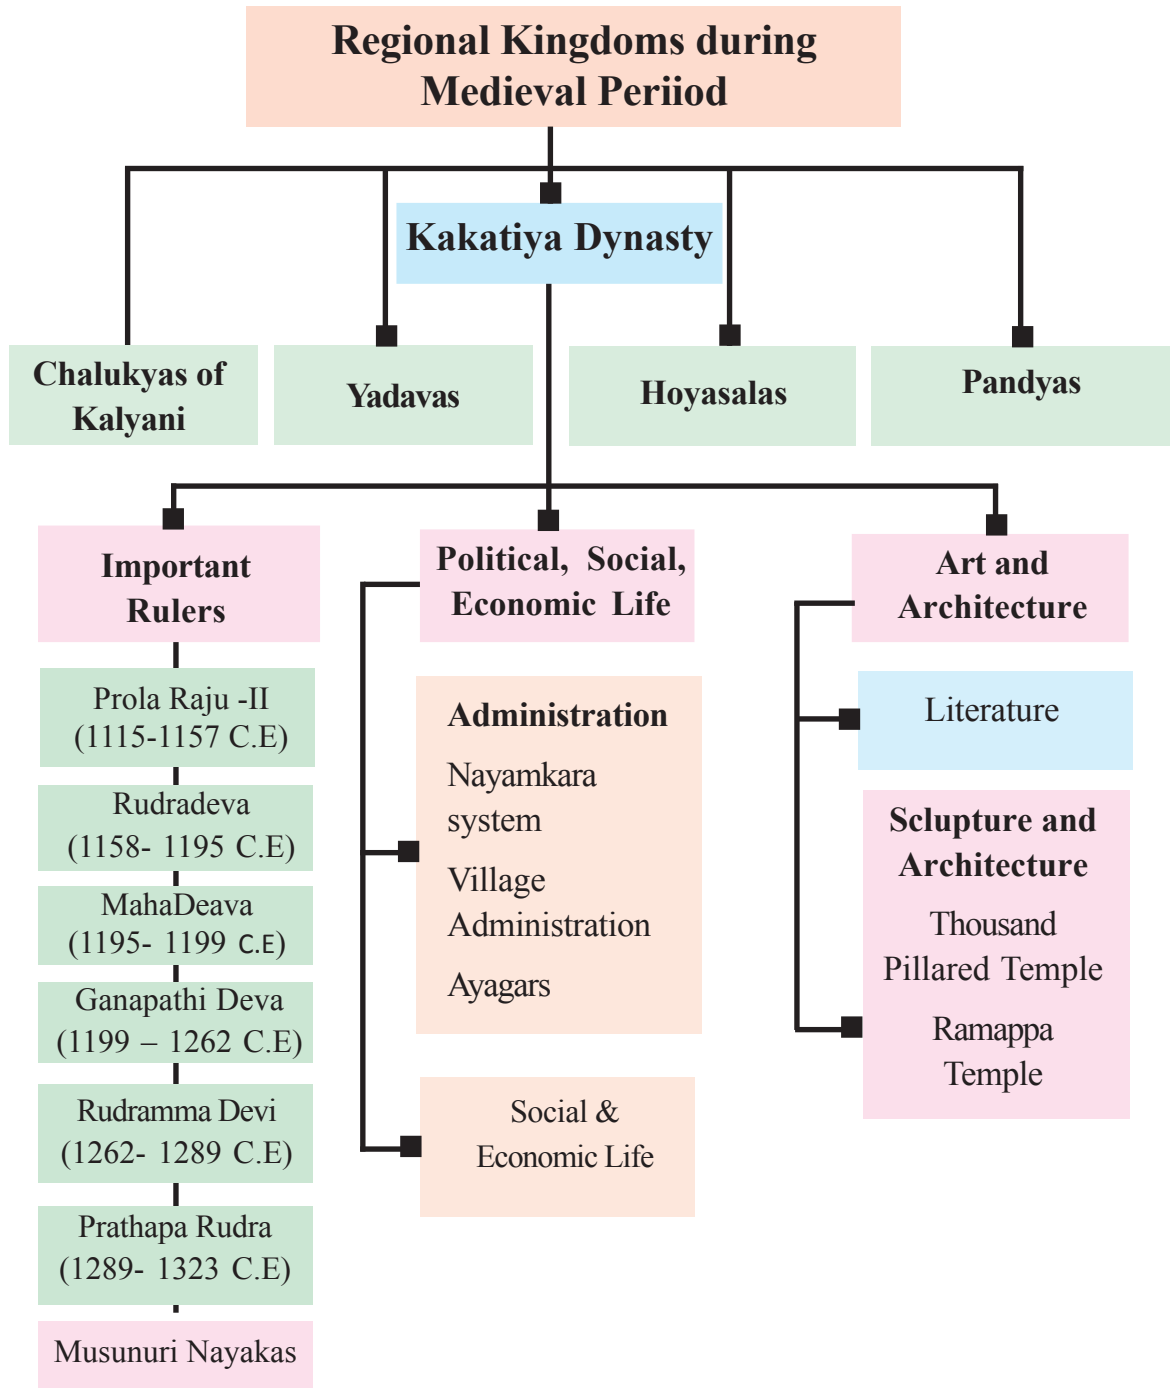 Regional Kingdoms during
Medieval Periiod
Kakatiya Dynasty
Chalukyas of
Kalyani
Yadavas
Hoyasalas
Pandyas
Important
Rulers
Prola Raju -II
(1115-1157 C.E)
Rudradeva
(1158- 1195 C.E)
MahaDeava
(1195- 1199 C.E)
Ganapathi Deva
(1199 – 1262 C.E)
Rudramma Devi
(1262- 1289 C.E)
Prathapa Rudra
(1289- 1323 C.E)
Musunuri Nayakas
Political, Social,
Economic Life
Administration
Nayamkara
system
Village
Administration
Ayagars
Social &
Economic Life
Art and
Architecture
Literature
Sclupture and
Architecture
Thousand
Pillared Temple
Ramappa
Temple